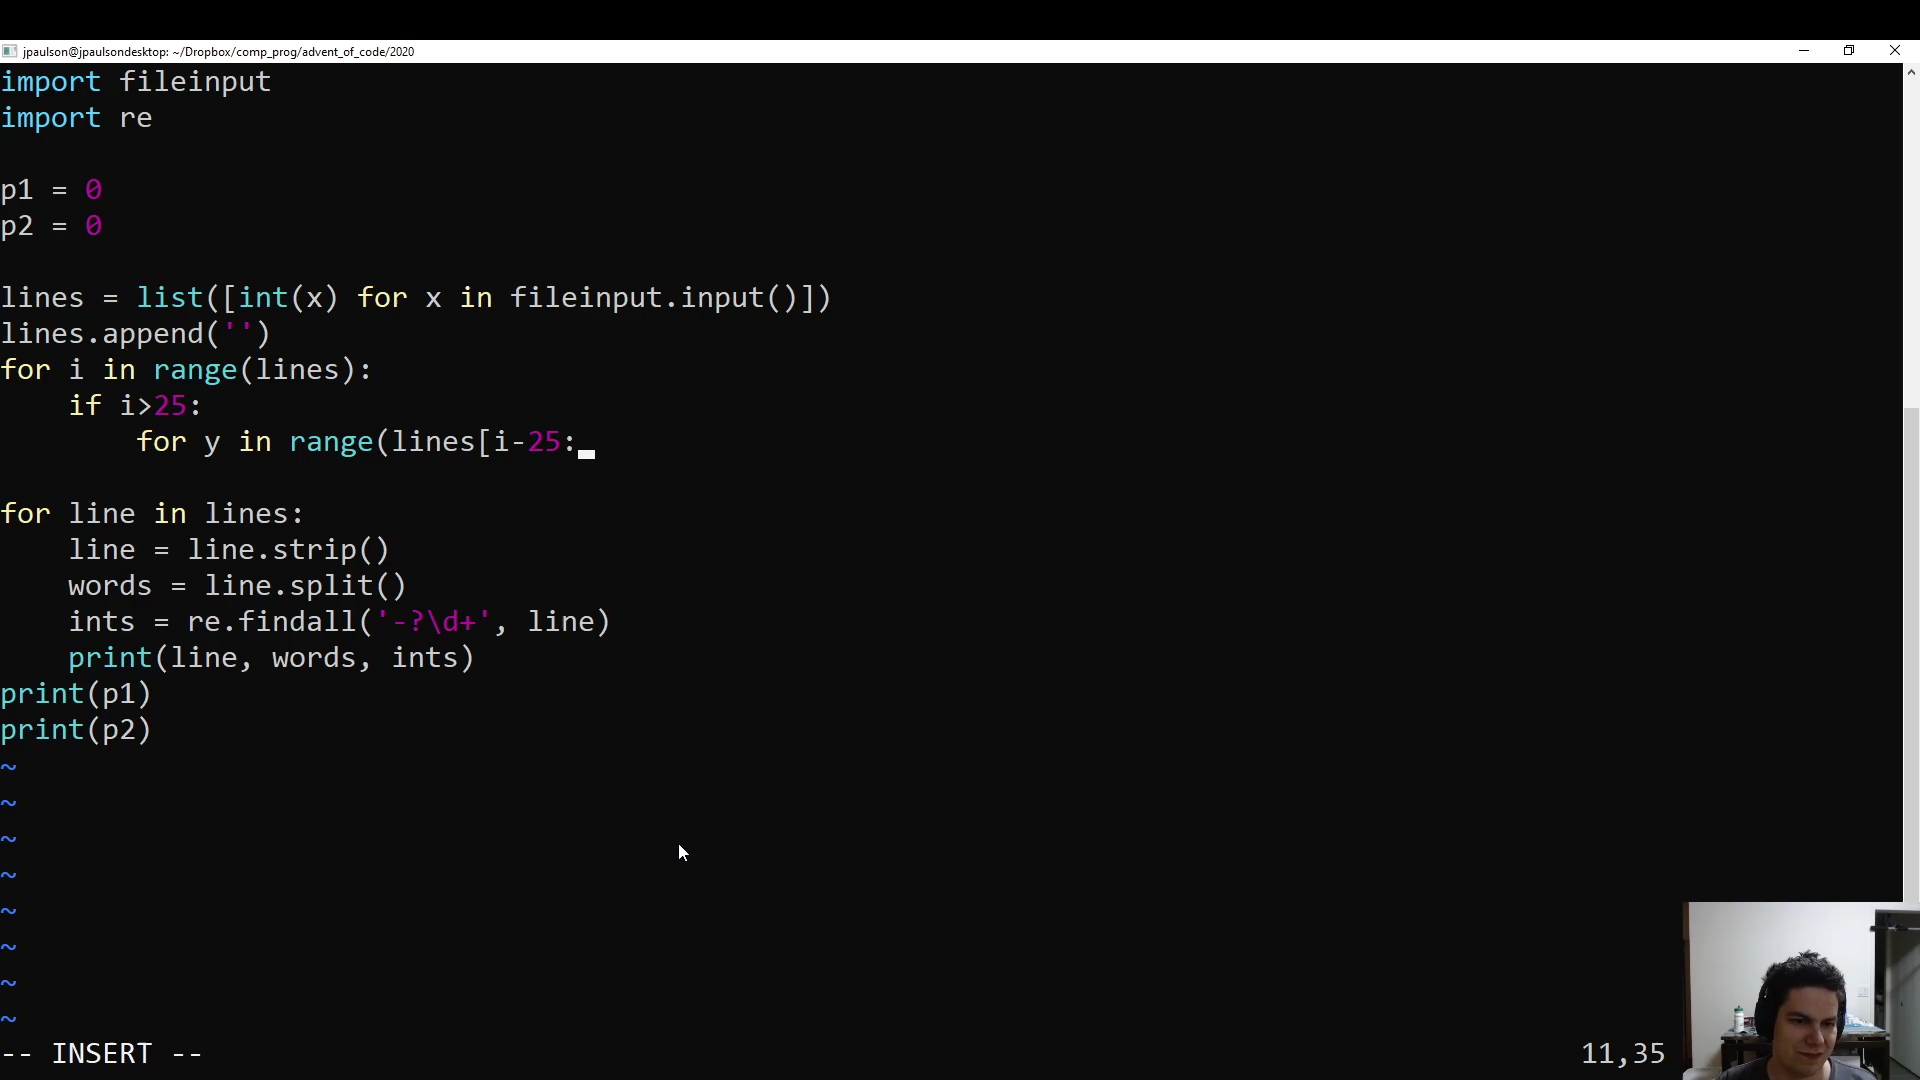 jpaulson@jpaulsondesktop: ~/Dropbox/comp_prog/advent_of_code/2020
import fileinput
import re
p1 = 0
p2 = 0
lines = list([int(x) for x in fileinput.input()])
lines.append('')
for i in range(lines):
    if i>25:
        for y in range(lines[i-25:
for line in lines:
    line = line.strip()
    words = line.split()
    ints = re.findall('-?\d+', line)
    print(line, words, ints)
print(p1)
print(p2)
~
~
~
~
~
~
~
~
-- INSERT -- 11,35